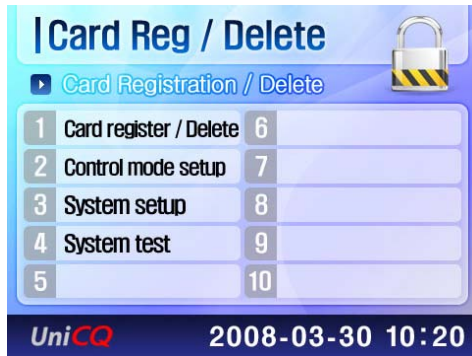 Card Reg / Delete
Card Registration / Delete
1 Card register / Delete 6
2 Control mode setup 7
3 System setup 8
4 System test 9
5 10
UniCQ 2008-03-30 10:20